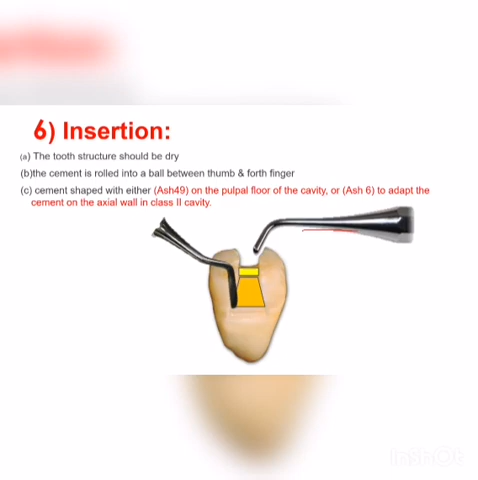 6) Insertion:
(a) The tooth structure should be dry
(b)the cement is rolled into a ball between thumb & forth finger
(c) cement shaped with either (Ash49) on the pulpal floor of the cavity, or (Ash 6) to adapt the
cement on the axial wall in class II cavity.